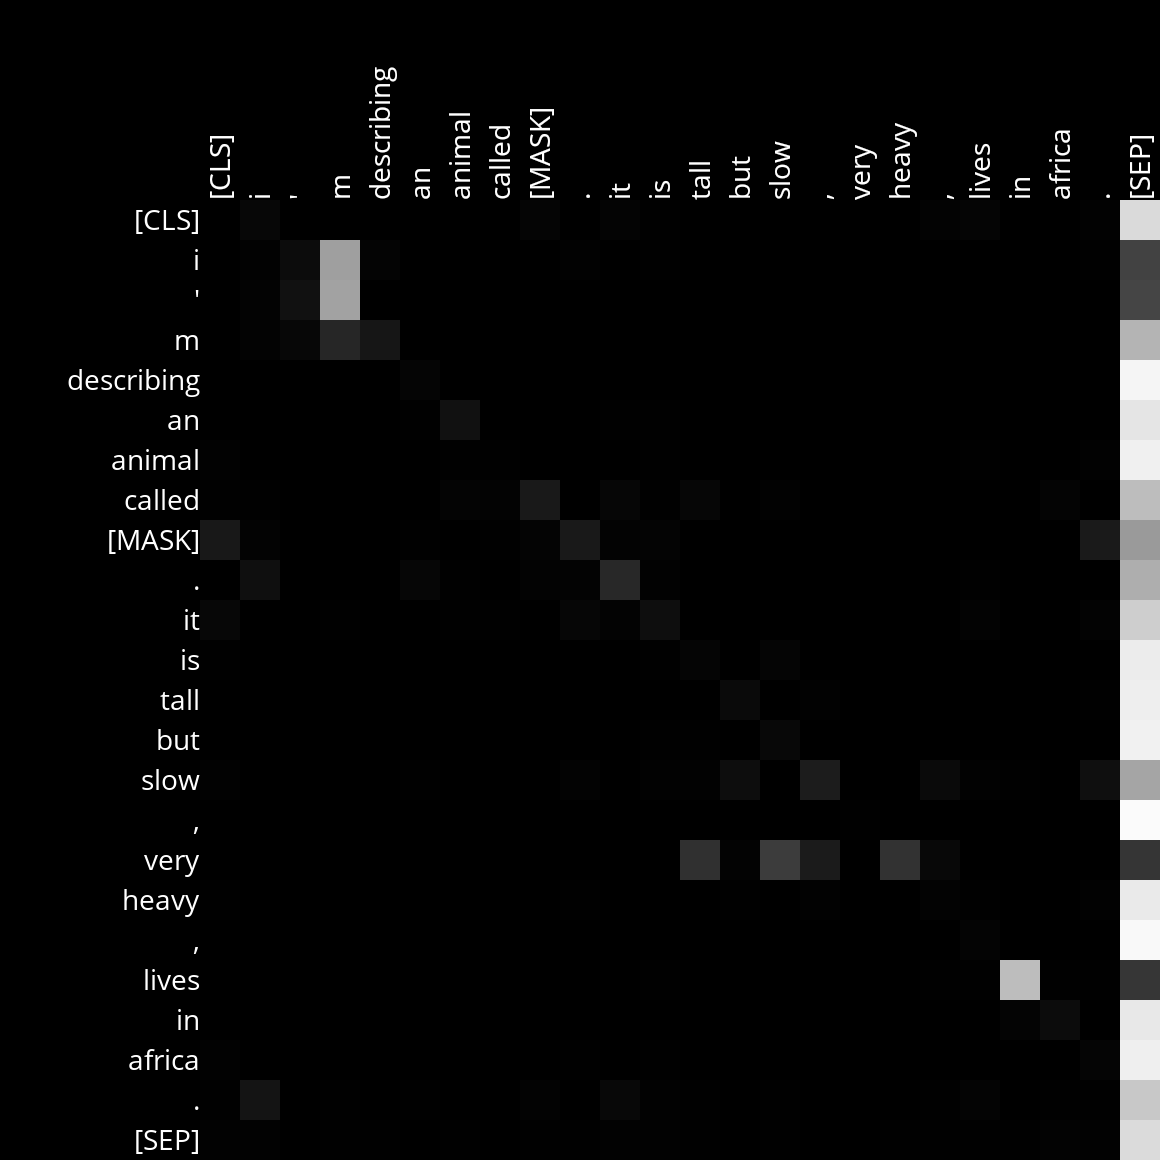 [CLS] i ' m describing an animal called [MASK] . it is tall but slow , very heavy , lives in africa . [SEP]
[CLS]
i
'
m
describing
an
animal
called
[MASK]
.
it
is
tall
but
slow
,
very
heavy
,
lives
in
africa
.
[SEP]